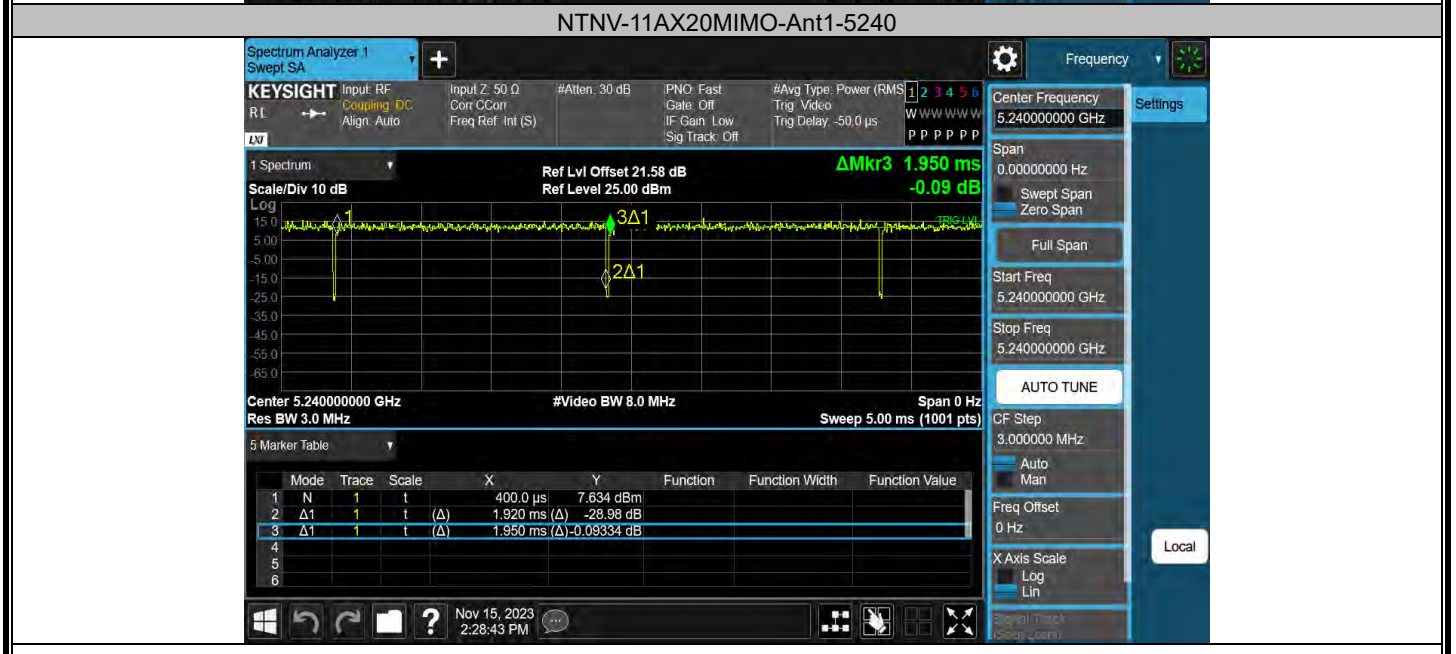 NTNV-11AX20MIMO-Ant1-5240
Spectrum Analyzer 1
Swept SA
+
Frequency
KEYSIGHT
RL
LXI
Input: RF
Coupling: DC
Align: Auto
Input Z: 50 Ω
Corr CCorr
Freq Ref: Int (S)
#Atten: 30 dB
PNO: Fast
Gate: Off
IF Gain: Low
Sig Track: Off
#Avg Type: Power (RMS
Trig: Video
Trig Delay: -50.0 µs
1 2 3 4 5 6
W W W W W W
P P P P P P
Center Frequency
5.240000000 GHz
Settings
1 Spectrum
Ref Lvl Offset 21.58 dB
ΔMkr3 1.950 ms
Scale/Div 10 dB
Ref Level 25.00 dBm
-0.09 dB
Span
0.00000000 Hz
Swept Span
Zero Span
Log
15.0
5.00
-5.00
-15.0
-25.0
-35.0
-45.0
-55.0
-65.0
1
3Δ1
2Δ1
TRIG LVL
Full Span
Start Freq
5.240000000 GHz
Stop Freq
5.240000000 GHz
AUTO TUNE
Center 5.240000000 GHz
#Video BW 8.0 MHz
Span 0 Hz
Res BW 3.0 MHz
Sweep 5.00 ms (1001 pts)
CF Step
3.000000 MHz
Auto
Man
5 Marker Table
Mode Trace Scale X Y Function Function Width Function Value
1 N 1 t 400.0 µs 7.634 dBm
2 Δ1 1 t (Δ) 1.920 ms (Δ) -28.98 dB
3 Δ1 1 t (Δ) 1.950 ms (Δ) -0.09334 dB
4
5
6
Freq Offset
0 Hz
X Axis Scale
Log
Lin
Local
?
Nov 15, 2023
2:28:43 PM
Signal Track
(Span Zoom)